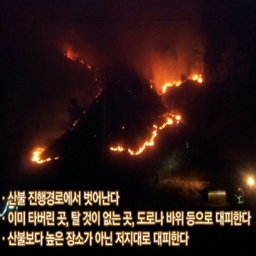 · 산불 진행경로에서 벗어난다
· 이미 타버린 곳, 탈 것이 없는 곳, 도로나 바위 등으로 대피한다
· 산불보다 높은 장소가 아닌 저지대로 대피한다